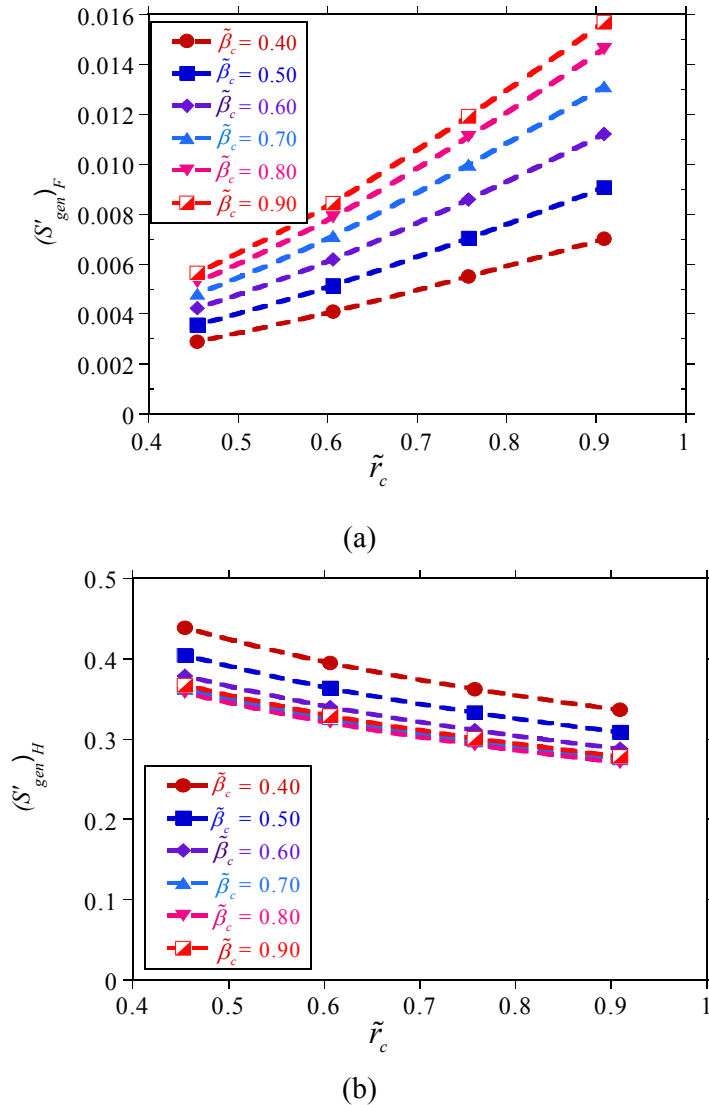 0.016
0.014
0.012
0.010
0.008
0.006
0.004
0.002
0
(S'gen)F
β̃c = 0.40
β̃c = 0.50
β̃c = 0.60
β̃c = 0.70
β̃c = 0.80
β̃c = 0.90
0.4 0.5 0.6 0.7 0.8 0.9 1
r̃c
(a)
0.5
0.4
0.3
0.2
0.1
0
(S'gen)H
β̃c = 0.40
β̃c = 0.50
β̃c = 0.60
β̃c = 0.70
β̃c = 0.80
β̃c = 0.90
0.4 0.5 0.6 0.7 0.8 0.9 1
r̃c
(b)